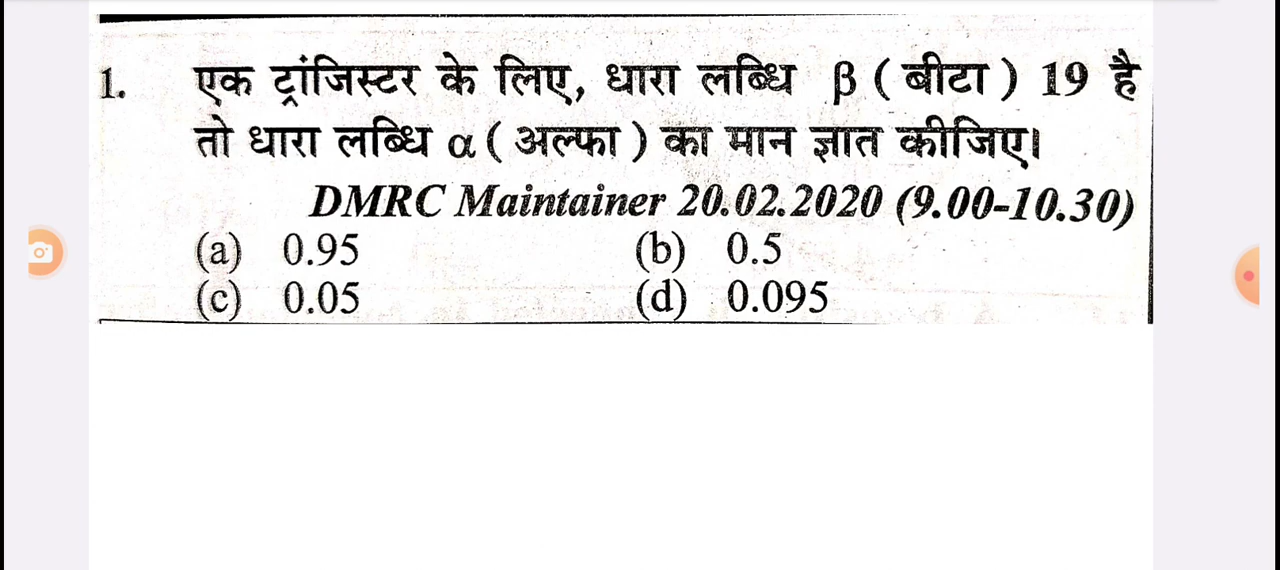 1. एक ट्रांजिस्टर के लिए, धारा लब्धि β ( बीटा ) 19 है
तो धारा लब्धि α ( अल्फा ) का मान ज्ञात कीजिए।
DMRC Maintainer 20.02.2020 (9.00-10.30)
(a) 0.95 (b) 0.5
(c) 0.05 (d) 0.095